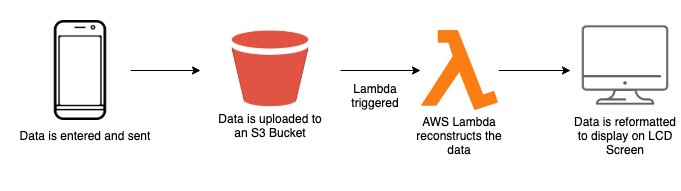 Data is entered and sent
Data is uploaded to
an S3 Bucket
Lambda
triggered
AWS Lambda
reconstructs the
data
Data is reformatted
to display on LCD
Screen